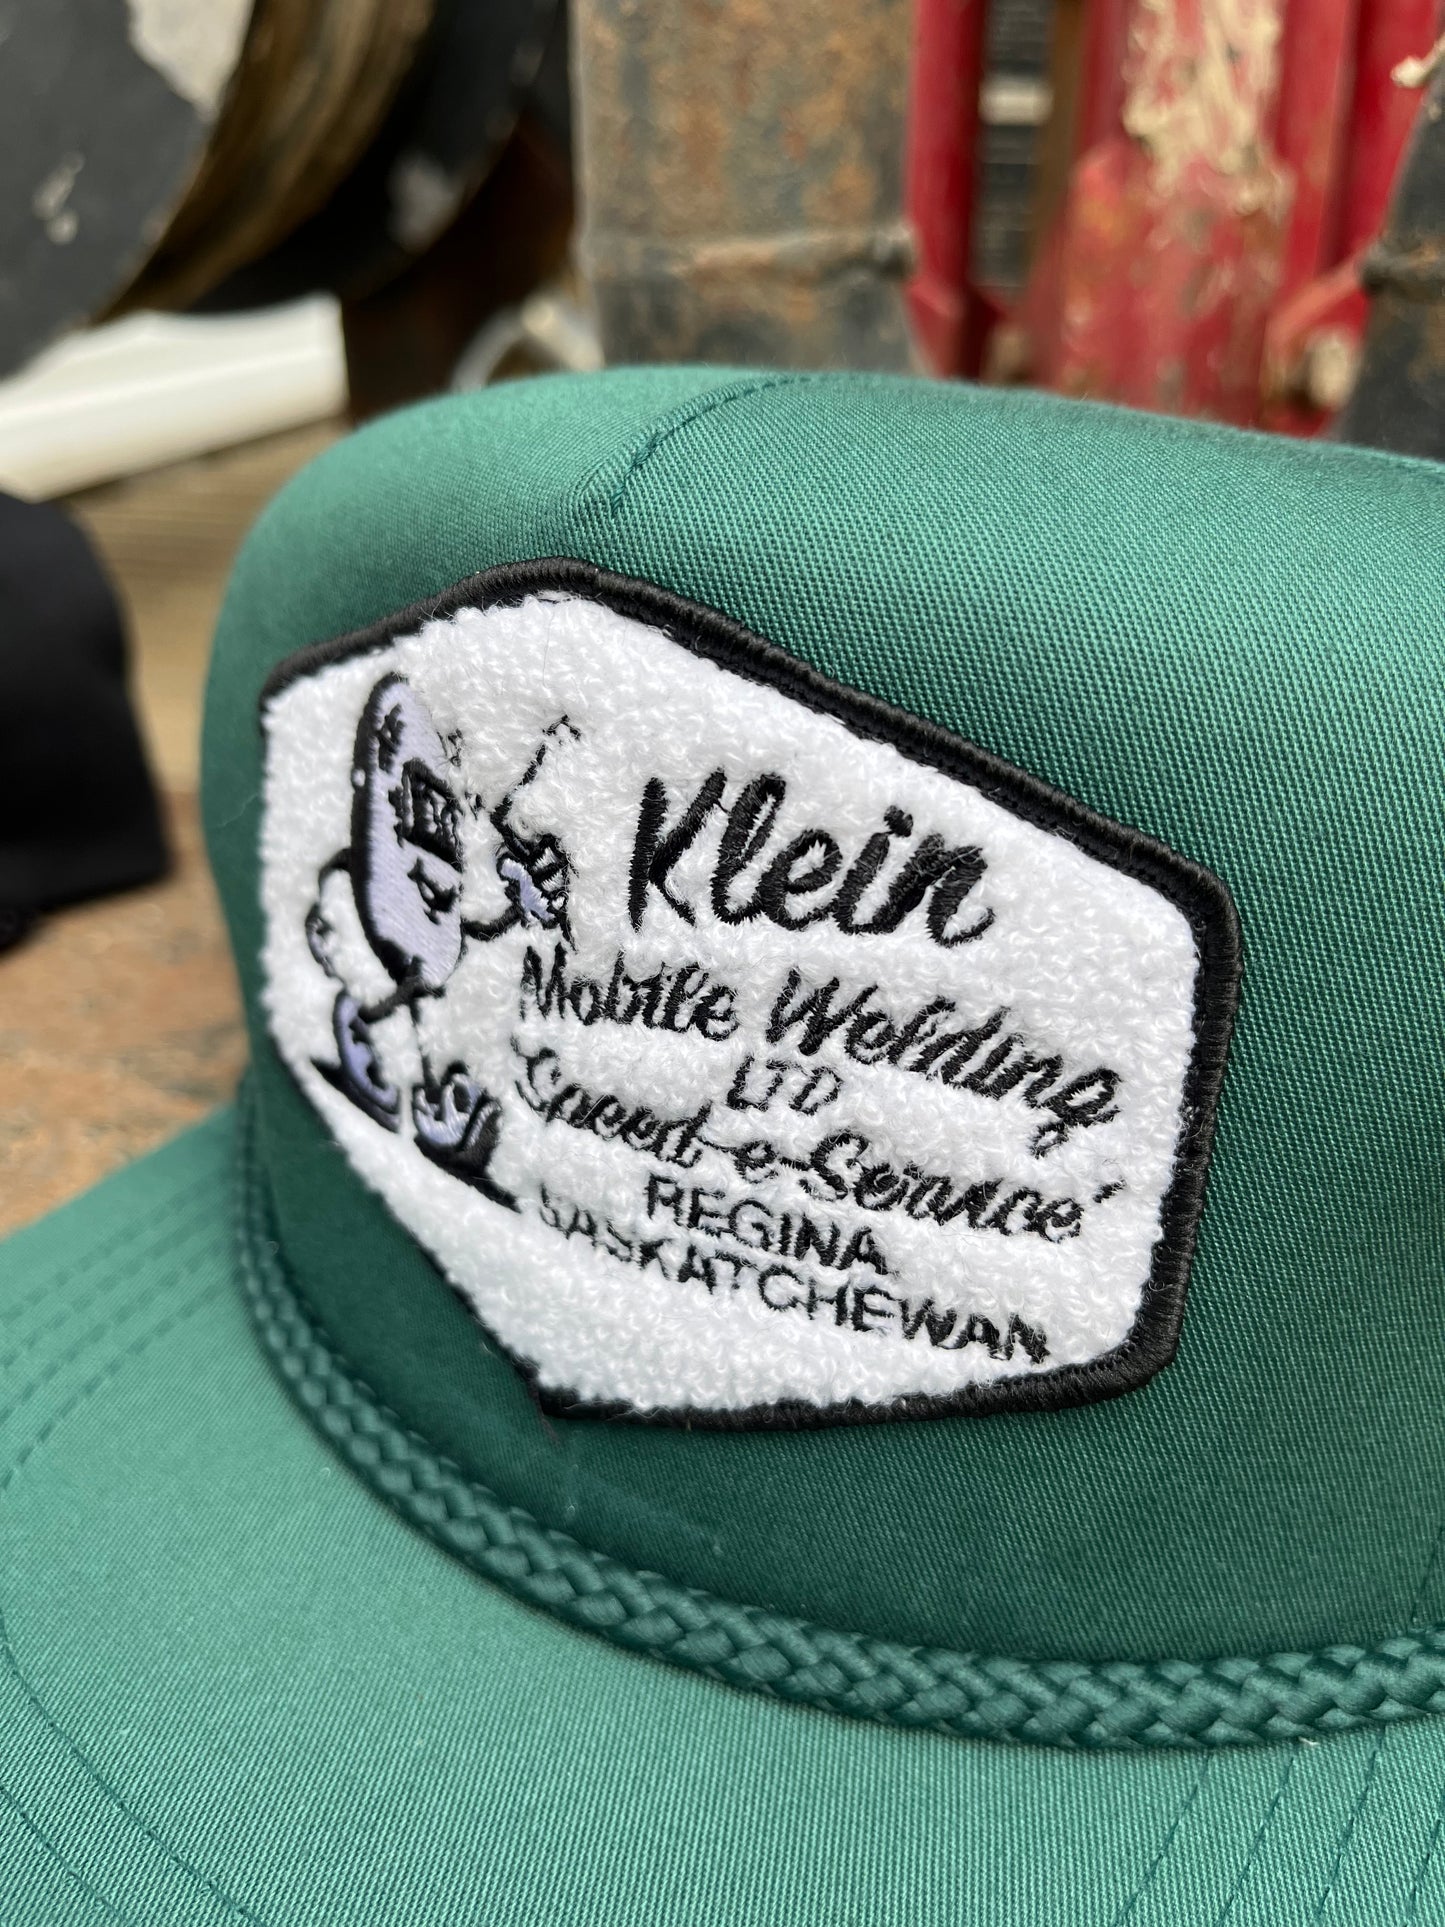 Klein
Mobile Welding
LTD
"Speed-e-Service"
REGINA
SASKATCHEWAN